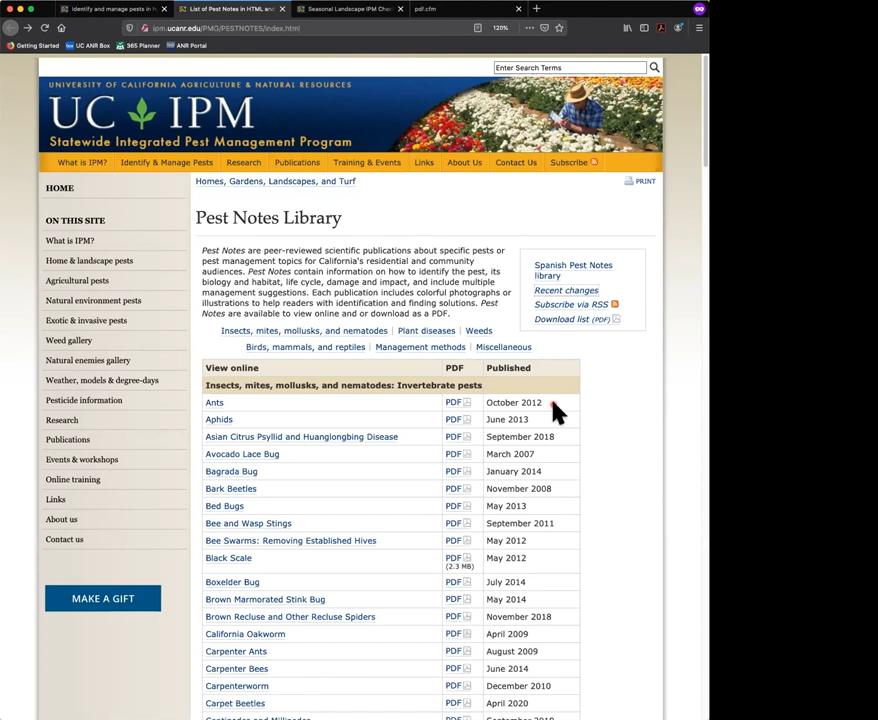 Identify and manage pests in h
List of Pest Notes in HTML and
Seasonal Landscape IPM Chec
pdf.cfm
ipm.ucanr.edu/PMG/PESTNOTES/index.html
120%
Getting Started
UC ANR Box
365 Planner
ANR Portal
Enter Search Terms
UNIVERSITY OF CALIFORNIA AGRICULTURE & NATURAL RESOURCES
UC IPM
Statewide Integrated Pest Management Program
What is IPM?
Identify & Manage Pests
Research
Publications
Training & Events
Links
About Us
Contact Us
Subscribe
HOME
ON THIS SITE
What is IPM?
Home & landscape pests
Agricultural pests
Natural environment pests
Exotic & invasive pests
Weed gallery
Natural enemies gallery
Weather, models & degree-days
Pesticide information
Research
Publications
Events & workshops
Online training
Links
About us
Contact us
MAKE A GIFT
Homes, Gardens, Landscapes, and Turf
PRINT
Pest Notes Library
Pest Notes are peer-reviewed scientific publications about specific pests or
pest management topics for California's residential and community
audiences. Pest Notes contain information on how to identify the pest, its
biology and habitat, life cycle, damage and impact, and include multiple
management suggestions. Each publication includes colorful photographs or
illustrations to help readers with identification and finding solutions. Pest
Notes are available to view online and or download as a PDF.
Spanish Pest Notes
library
Recent changes
Subscribe via RSS
Download list (PDF)
Insects, mites, mollusks, and nematodes | Plant diseases | Weeds
Birds, mammals, and reptiles | Management methods | Miscellaneous
View online PDF Published
Insects, mites, mollusks, and nematodes: Invertebrate pests
Ants PDF October 2012
Aphids PDF June 2013
Asian Citrus Psyllid and Huanglongbing Disease PDF September 2018
Avocado Lace Bug PDF March 2007
Bagrada Bug PDF January 2014
Bark Beetles PDF November 2008
Bed Bugs PDF May 2013
Bee and Wasp Stings PDF September 2011
Bee Swarms: Removing Established Hives PDF May 2012
Black Scale PDF May 2012
(2.3 MB)
Boxelder Bug PDF July 2014
Brown Marmorated Stink Bug PDF May 2014
Brown Recluse and Other Recluse Spiders PDF November 2018
California Oakworm PDF April 2009
Carpenter Ants PDF August 2009
Carpenter Bees PDF June 2014
Carpenterworm PDF December 2010
Carpet Beetles PDF April 2020